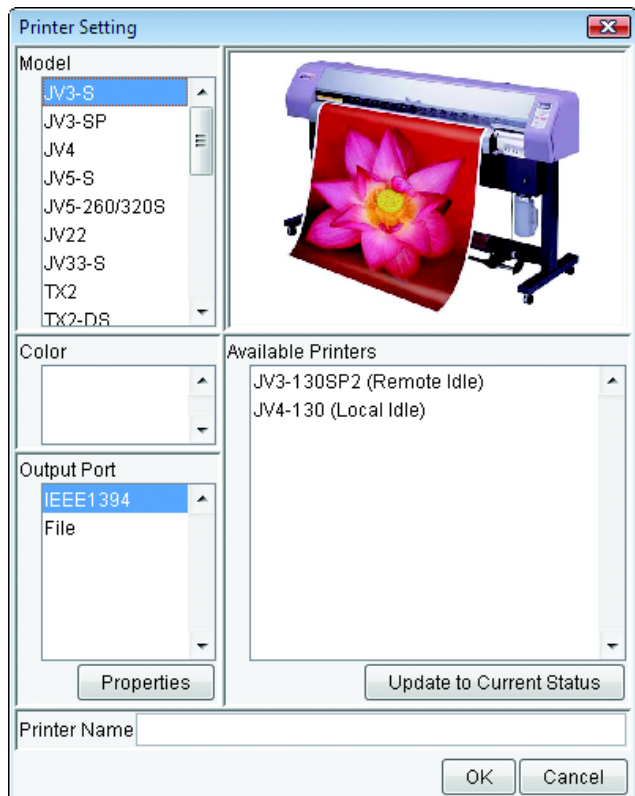 Printer Setting
Model
JV3-S
JV3-SP
JV4
JV5-S
JV5-260/320S
JV22
JV33-S
TX2
TX2-DS
Color
Available Printers
JV3-130SP2 (Remote Idle)
JV4-130 (Local Idle)
Output Port
IEEE1394
File
Properties
Update to Current Status
Printer Name
OK
Cancel